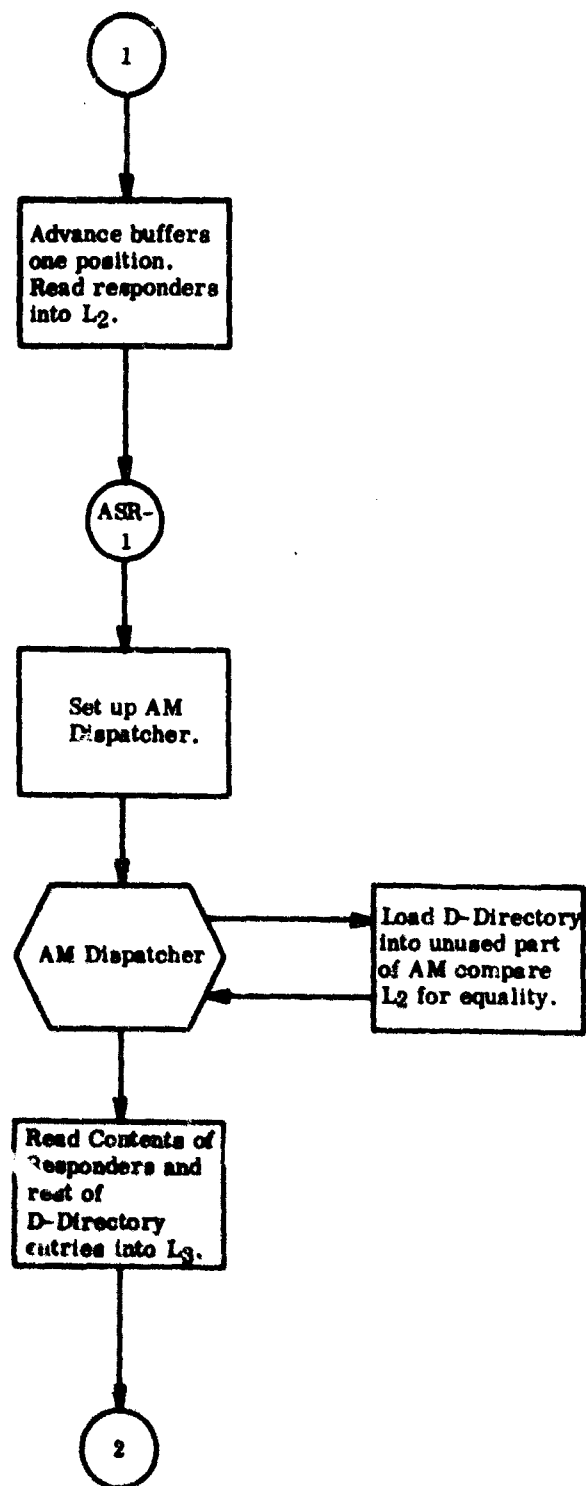 1
Advance buffers
one position.
Read responders
into L2.
ASR-
1
Set up AM
Dispatcher.
AM Dispatcher
Load D-Directory
into unused part
of AM compare
L2 for equality.
Read Contents of
Responders and
rest of
D-Directory
entries into L3.
2